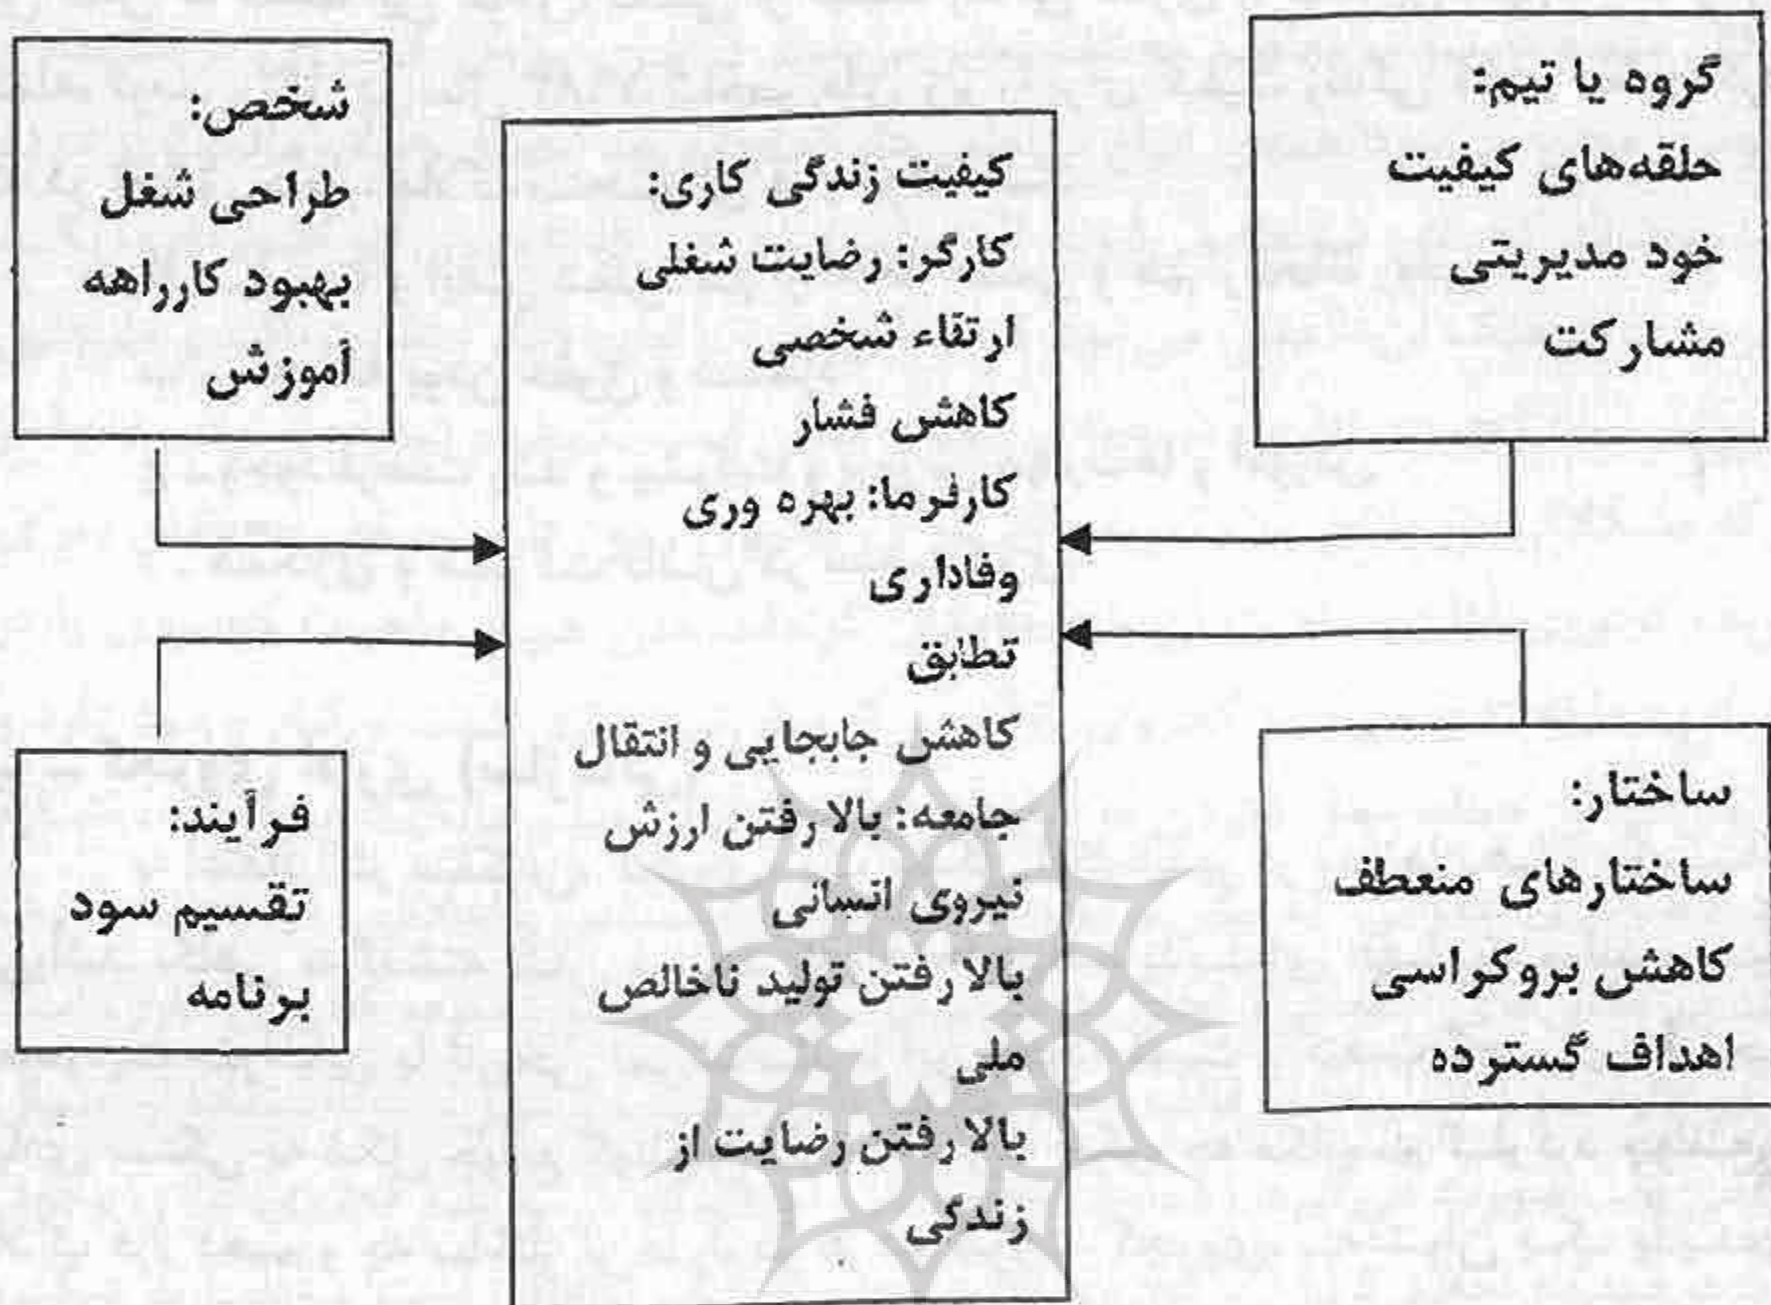 گروه یا تیم:
حلقه‌های کیفیت
خود مدیریتی
مشارکت
شخص:
طراحی شغل
بهبود کارراهه
آموزش
کیفیت زندگی کاری:
کارگر: رضایت شغلی
ارتقاء شخصی
کاهش فشار
کارفرما: بهره وری
وفاداری
تطابق
کاهش جابجایی و انتقال
جامعه: بالا رفتن ارزش
نیروی انسانی
بالا رفتن تولید ناخالص
ملی
بالا رفتن رضایت از
زندگی
ساختار:
ساختارهای منعطف
کاهش بروکراسی
اهداف گسترده
فرآیند:
تقسیم سود
برنامه